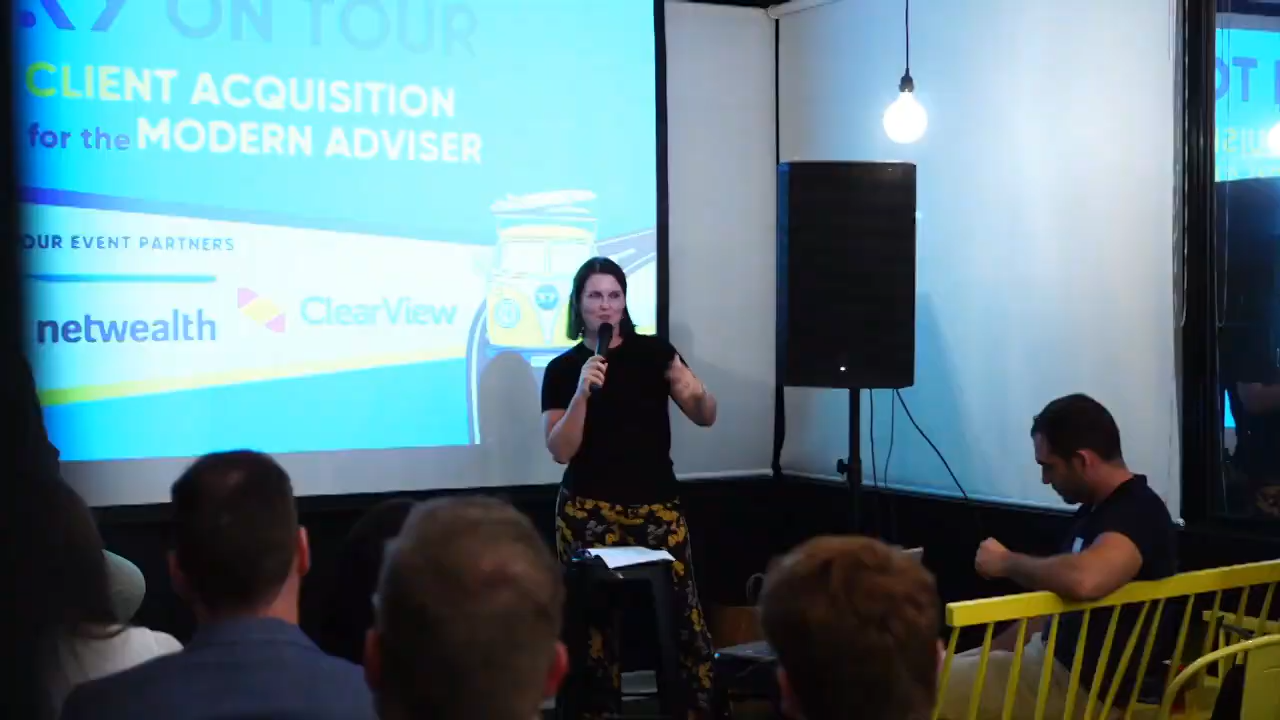 ON TOUR
CLIENT ACQUISITION
for the MODERN ADVISER
OUR EVENT PARTNERS
netwealth
ClearView